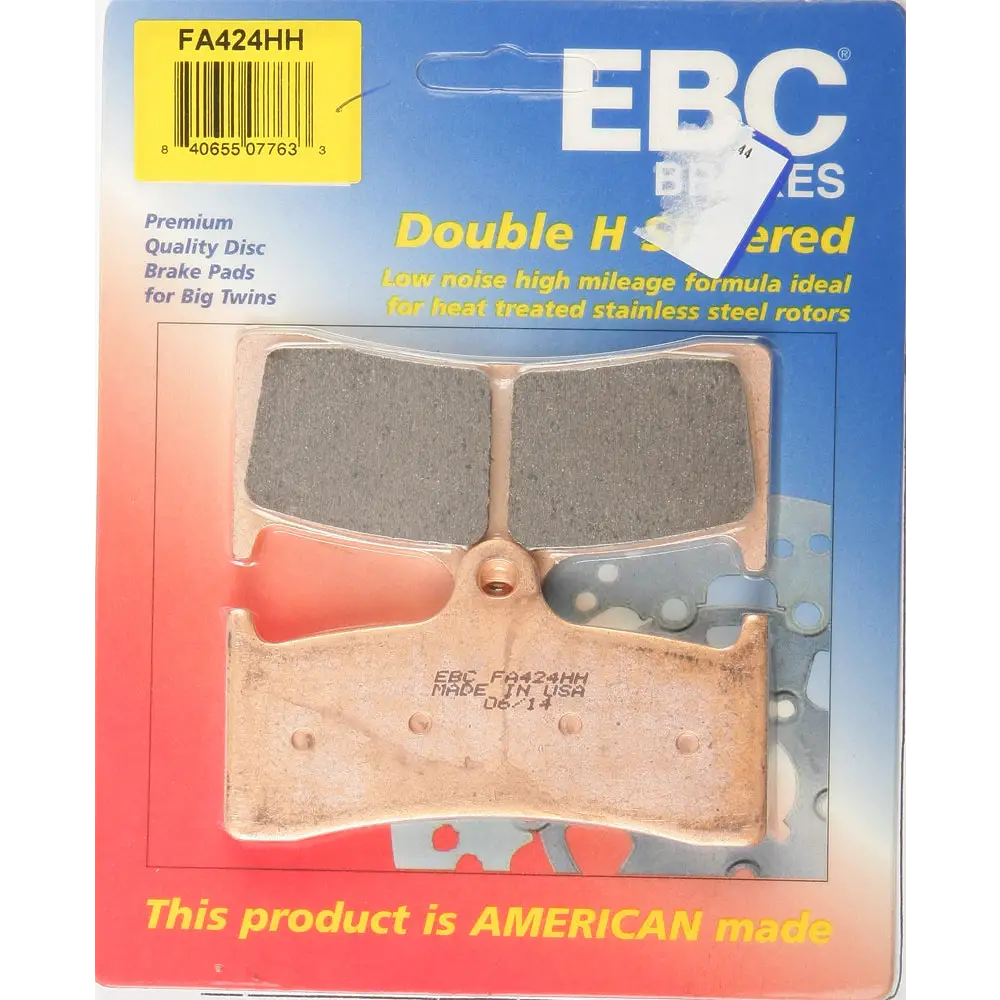 FA424HH
8 40655 07763 3
EBC®
44
Premium
Quality Disc
Brake Pads
for Big Twins
Double H
Low noise high mileage formula ideal
for heat treated stainless steel rotors
EBC FA424HH
MADE IN USA
06/14
This product is AMERICAN made